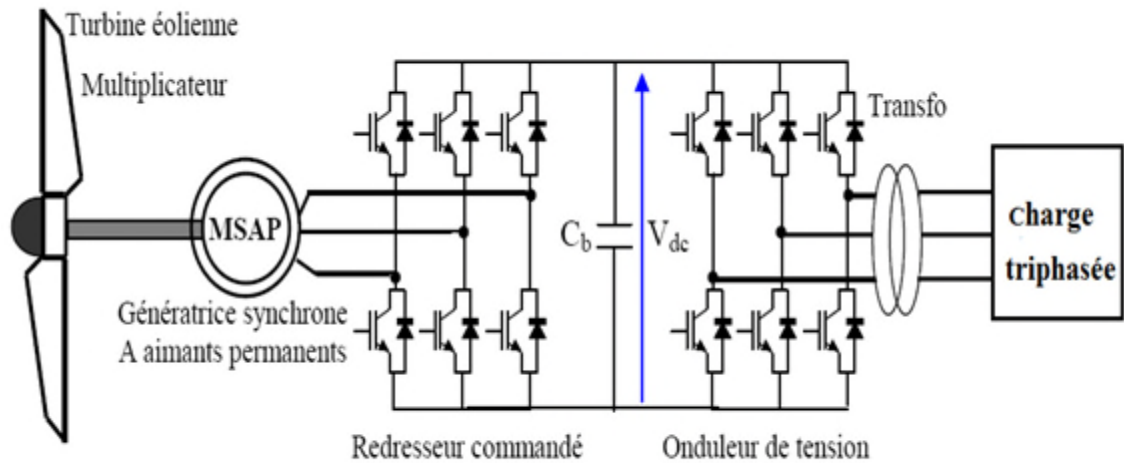 Turbine éolienne
Multiplicateur
MSAP
Génératrice synchrone
A aimants permanents
Redresseur commandé
Cb
Vdc
Onduleur de tension
Transfo
Charge
triphasée